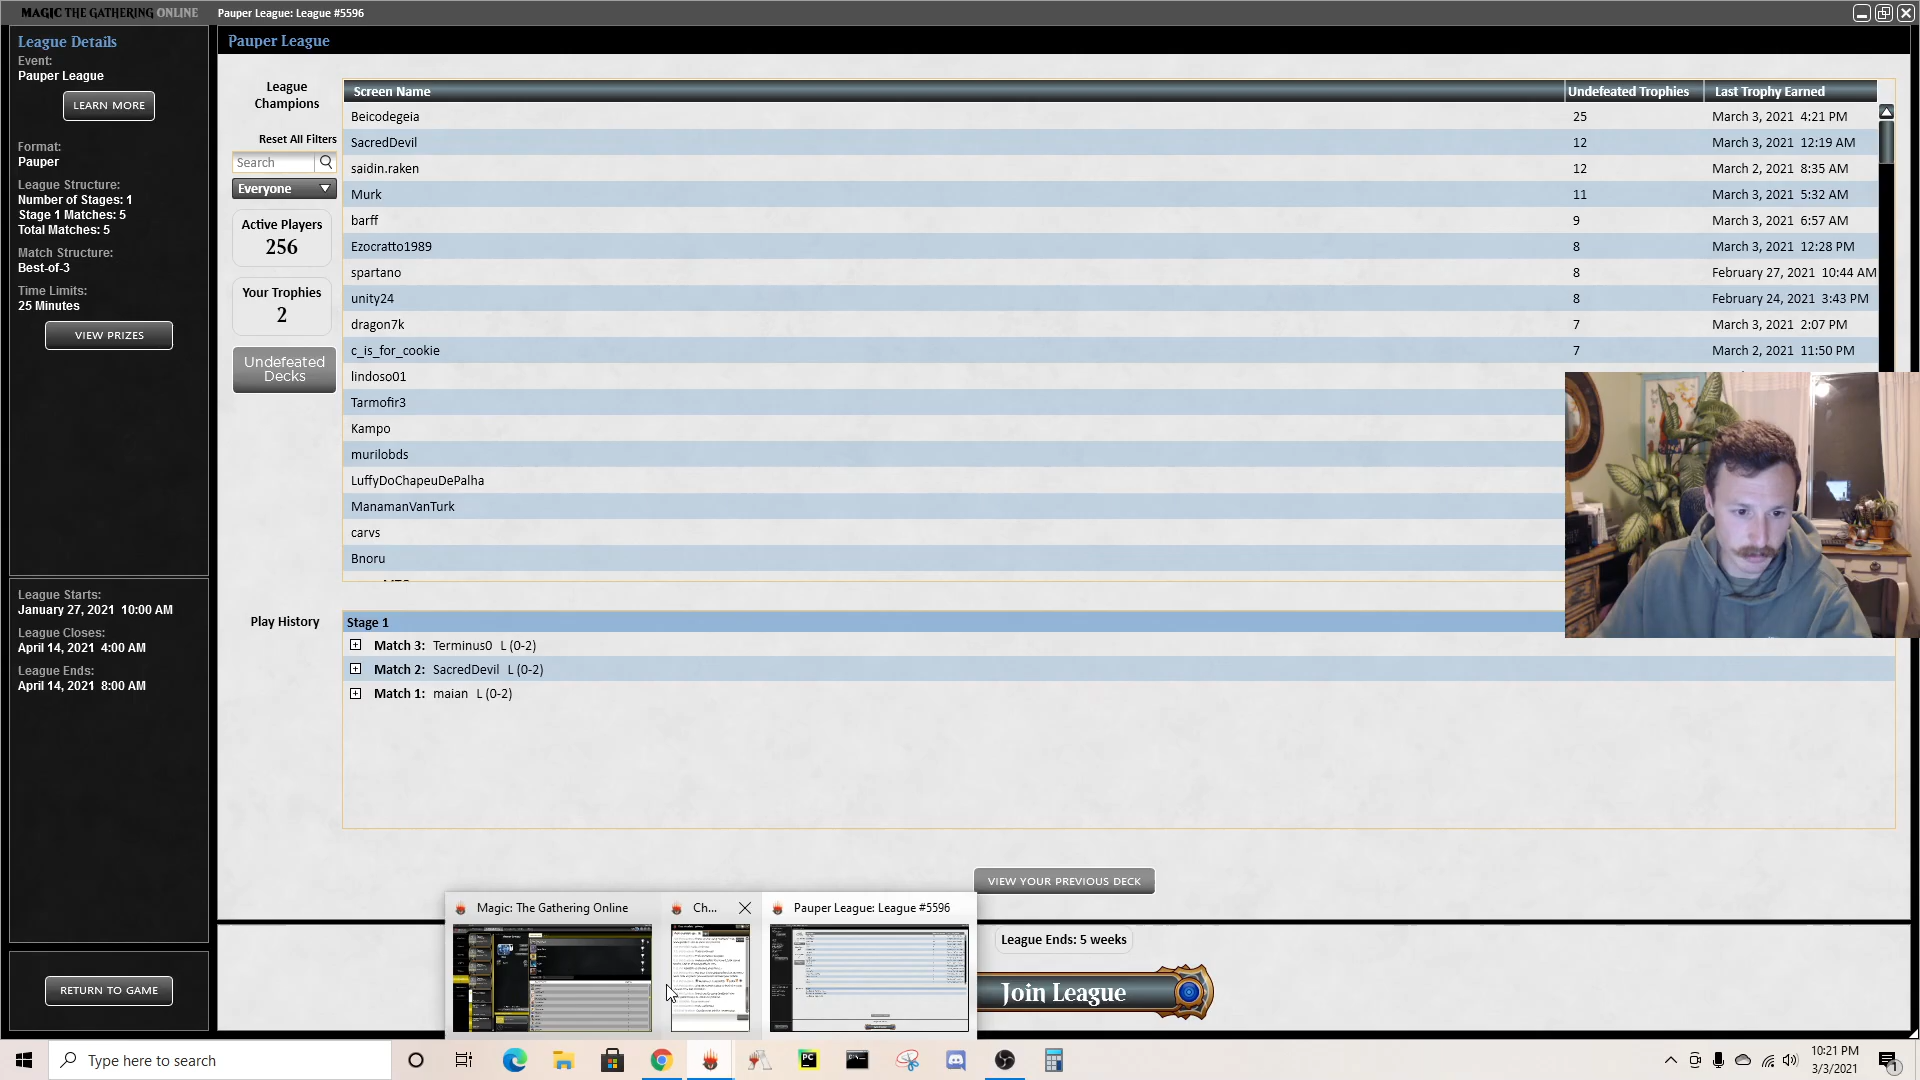 MAGIC THE GATHERING ONLINE
Pauper League: League #5596
League Details
Event:
Pauper League
LEARN MORE
Format:
Pauper
League Structure:
Number of Stages: 1
Stage 1 Matches: 5
Total Matches: 5
Match Structure:
Best-of-3
Time Limits:
25 Minutes
VIEW PRIZES
League Starts:
January 27, 2021 10:00 AM
League Closes:
April 14, 2021 4:00 AM
League Ends:
April 14, 2021 8:00 AM
RETURN TO GAME
Pauper League
League
Champions
Reset All Filters
Search
Everyone
Active Players
256
Your Trophies
2
Undefeated
Decks
Screen Name Undefeated Trophies Last Trophy Earned
Beicodegeia 25 March 3, 2021 4:21 PM
SacredDevil 12 March 3, 2021 12:19 AM
saidin.raken 12 March 2, 2021 8:35 AM
Murk 11 March 3, 2021 5:32 AM
barff 9 March 3, 2021 6:57 AM
Ezocratto1989 8 March 3, 2021 12:28 PM
spartano 8 February 27, 2021 10:44 AM
unity24 8 February 24, 2021 3:43 PM
dragon7k 7 March 3, 2021 2:07 PM
c_is_for_cookie 7 March 2, 2021 11:50 PM
lindoso01
Tarmofir3
Kampo
murilobds
LuffyDoChapeuDePalha
ManamanVanTurk
carvs
Bnoru
Play History
Stage 1
Match 3: Terminus0 L (0-2)
Match 2: SacredDevil L (0-2)
Match 1: maian L (0-2)
VIEW YOUR PREVIOUS DECK
Magic: The Gathering Online
Ch...
Pauper League: League #5596
League Ends: 5 weeks
Join League
Type here to search
10:21 PM
3/3/2021
1